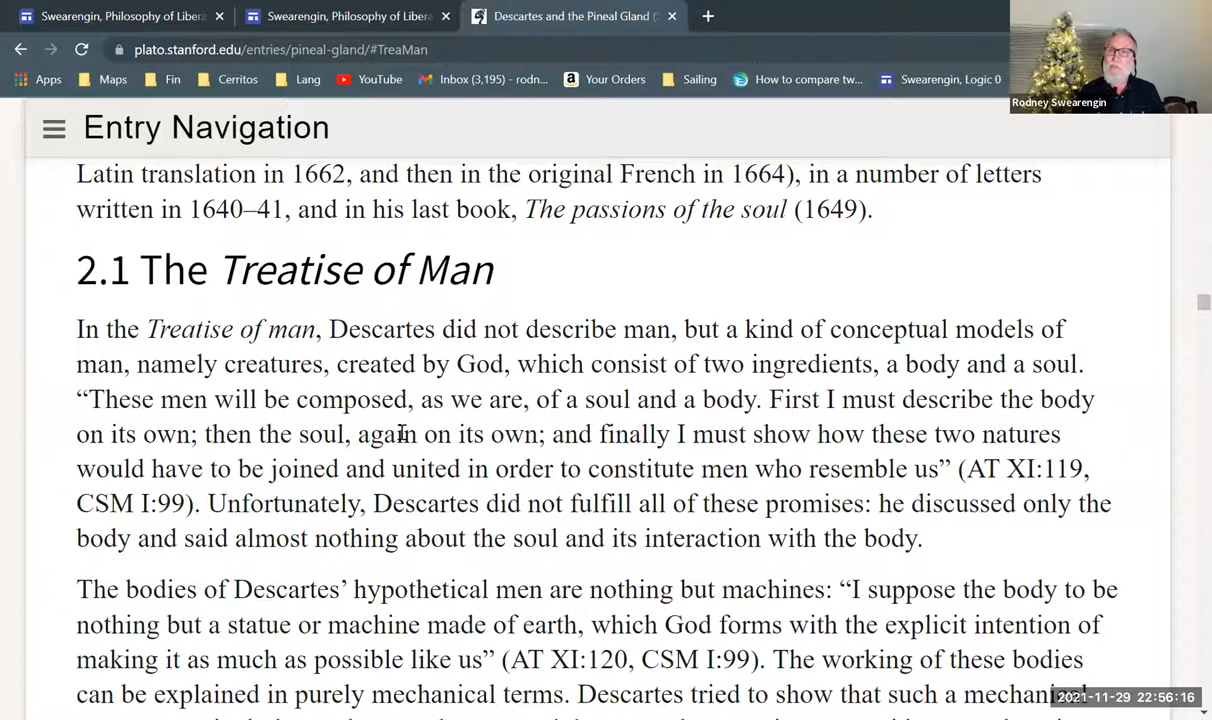 Swearengin, Philosophy of Libera
Swearengin, Philosophy of Libera
Descartes and the Pineal Gland (
plato.stanford.edu/entries/pineal-gland/#TreaMan
Apps
Maps
Fin
Cerritos
Lang
YouTube
Inbox (3,195) - rodn...
Your Orders
Sailing
How to compare tw...
Swearengin, Logic 0
Rodney Swearengin
Entry Navigation
Latin translation in 1662, and then in the original French in 1664), in a number of letters
written in 1640–41, and in his last book, The passions of the soul (1649).
2.1 The Treatise of Man
In the Treatise of man, Descartes did not describe man, but a kind of conceptual models of
man, namely creatures, created by God, which consist of two ingredients, a body and a soul.
“These men will be composed, as we are, of a soul and a body. First I must describe the body
on its own; then the soul, again on its own; and finally I must show how these two natures
would have to be joined and united in order to constitute men who resemble us” (AT XI:119,
CSM I:99). Unfortunately, Descartes did not fulfill all of these promises: he discussed only the
body and said almost nothing about the soul and its interaction with the body.
The bodies of Descartes’ hypothetical men are nothing but machines: “I suppose the body to be
nothing but a statue or machine made of earth, which God forms with the explicit intention of
making it as much as possible like us” (AT XI:120, CSM I:99). The working of these bodies
can be explained in purely mechanical terms. Descartes tried to show that such a mechanical
2021-11-29 22:56:16